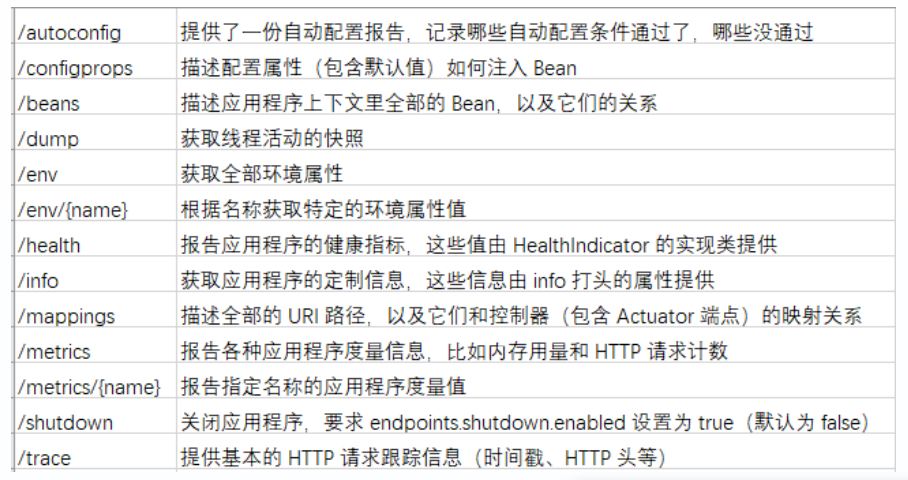 /autoconfig 提供了一份自动配置报告，记录哪些自动配置条件通过了，哪些没通过
/configprops 描述配置属性（包含默认值）如何注入 Bean
/beans 描述应用程序上下文里全部的 Bean，以及它们的关系
/dump 获取线程活动的快照
/env 获取全部环境属性
/env/{name} 根据名称获取特定的环境属性值
/health 报告应用程序的健康指标，这些值由 HealthIndicator 的实现类提供
/info 获取应用程序的定制信息，这些信息由 info 打头的属性提供
/mappings 描述全部的 URI 路径，以及它们和控制器（包含 Actuator 端点）的映射关系
/metrics 报告各种应用程序度量信息，比如内存用量和 HTTP 请求计数
/metrics/{name} 报告指定名称的应用程序度量值
/shutdown 关闭应用程序，要求 endpoints.shutdown.enabled 设置为 true（默认为 false）
/trace 提供基本的 HTTP 请求跟踪信息（时间戳、HTTP 头等）